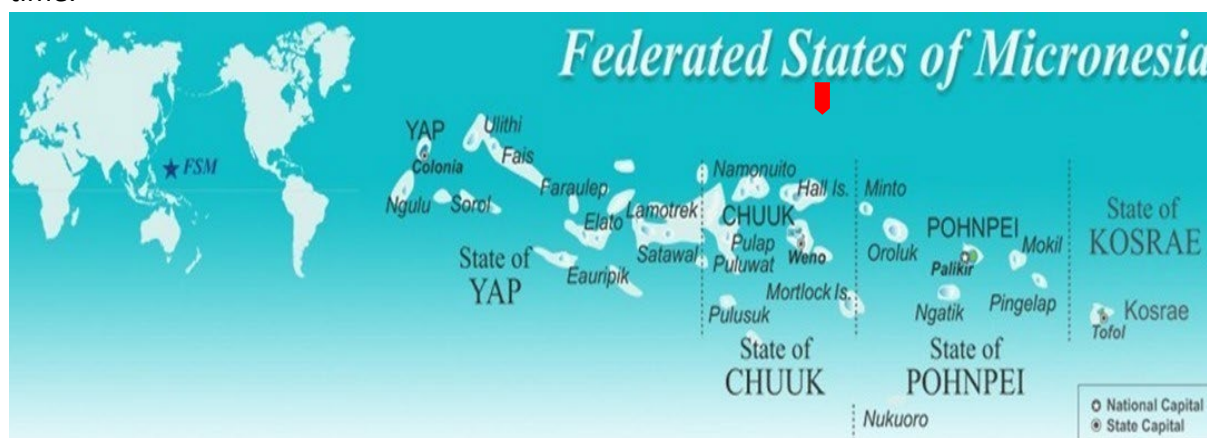 Federated States of Micronesia
FSM
YAP
Colonia
Ulithi
Fais
Ngulu
Sorol
Faraulep
Elato
Lamotrek
Satawal
Eauripik
State of
YAP
Namonuito
Hall Is.
CHUUK
Pulap
Weno
Puluwat
Mortlock Is.
Pulusuk
State of
CHUUK
Minto
Oroluk
POHNPEI
Palikir
Mokil
Ngatik
Pingelap
State of
POHNPEI
Nukuoro
State of
KOSRAE
Kosrae
Tofol
National Capital
State Capital